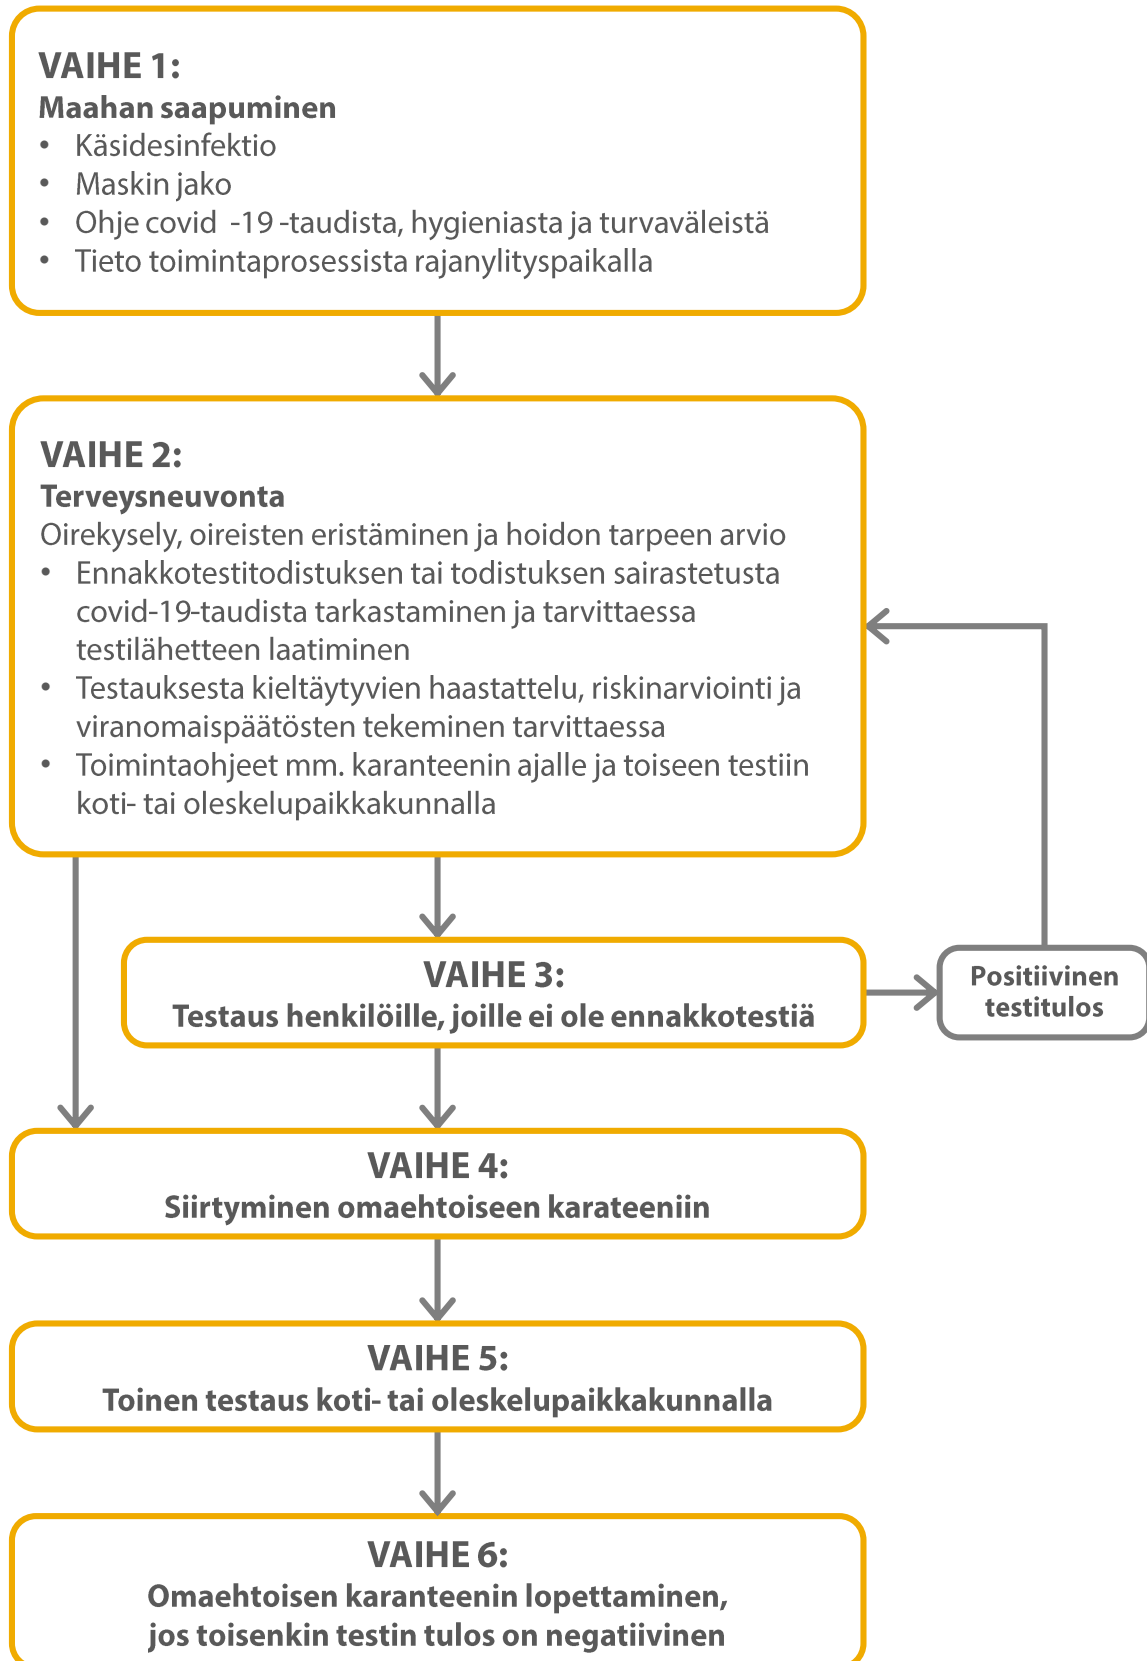 VAIHE 1:
Maahan saapuminen
• Käsidesinfektio
• Maskin jako
• Ohje covid -19 -taudista, hygieniasta ja turvaväleistä
• Tieto toimintaprosessista rajanylityspaikalla
VAIHE 2:
Terveysneuvonta
Oirekysely, oireisten eristäminen ja hoidon tarpeen arvio
• Ennakkotestitodistuksen tai todistuksen sairastetusta
covid-19-taudista tarkastaminen ja tarvittaessa
testilähetteen laatiminen
• Testauksesta kieltäytyvien haastattelu, riskinarviointi ja
viranomaispäätösten tekeminen tarvittaessa
• Toimintaohjeet mm. karanteenin ajalle ja toiseen testiin
koti- tai oleskelupaikkakunnalla
VAIHE 3:
Testaus henkilöille, joille ei ole ennakkotestiä
Positiivinen
testitulos
VAIHE 4:
Siirtyminen omaehtoiseen karateeniin
VAIHE 5:
Toinen testaus koti- tai oleskelupaikkakunnalla
VAIHE 6:
Omaehtoisen karanteenin lopettaminen,
jos toisenkin testin tulos on negatiivinen